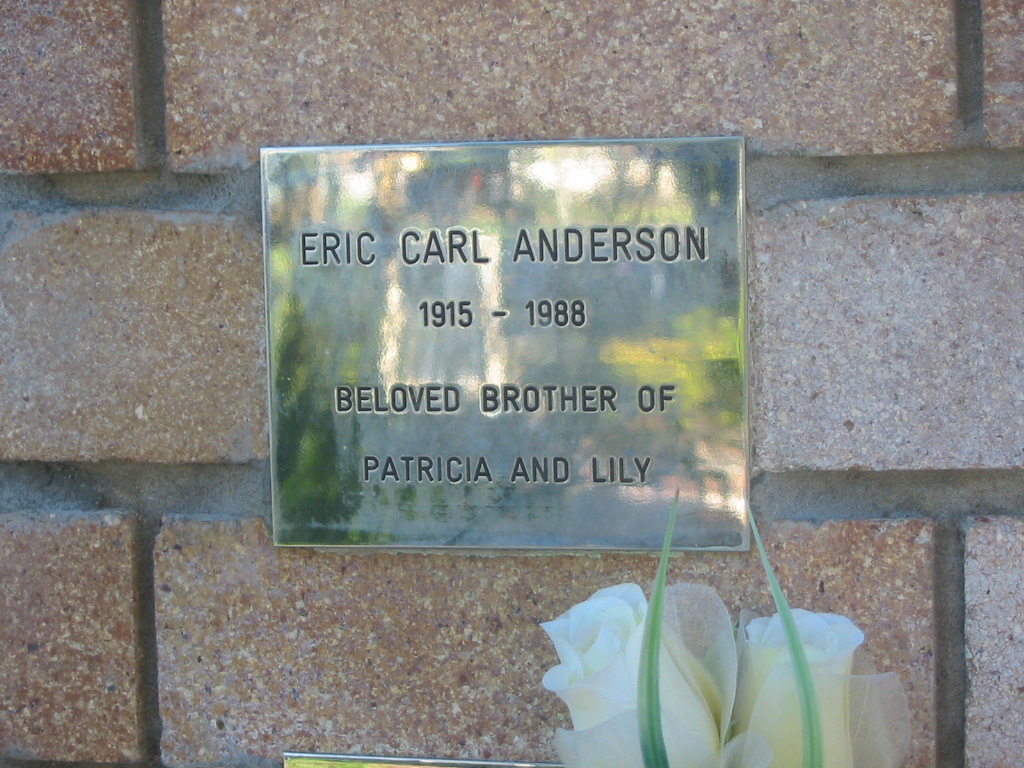 ERIC CARL ANDERSON
1915 - 1988
BELOVED BROTHER OF
PATRICIA AND LILY